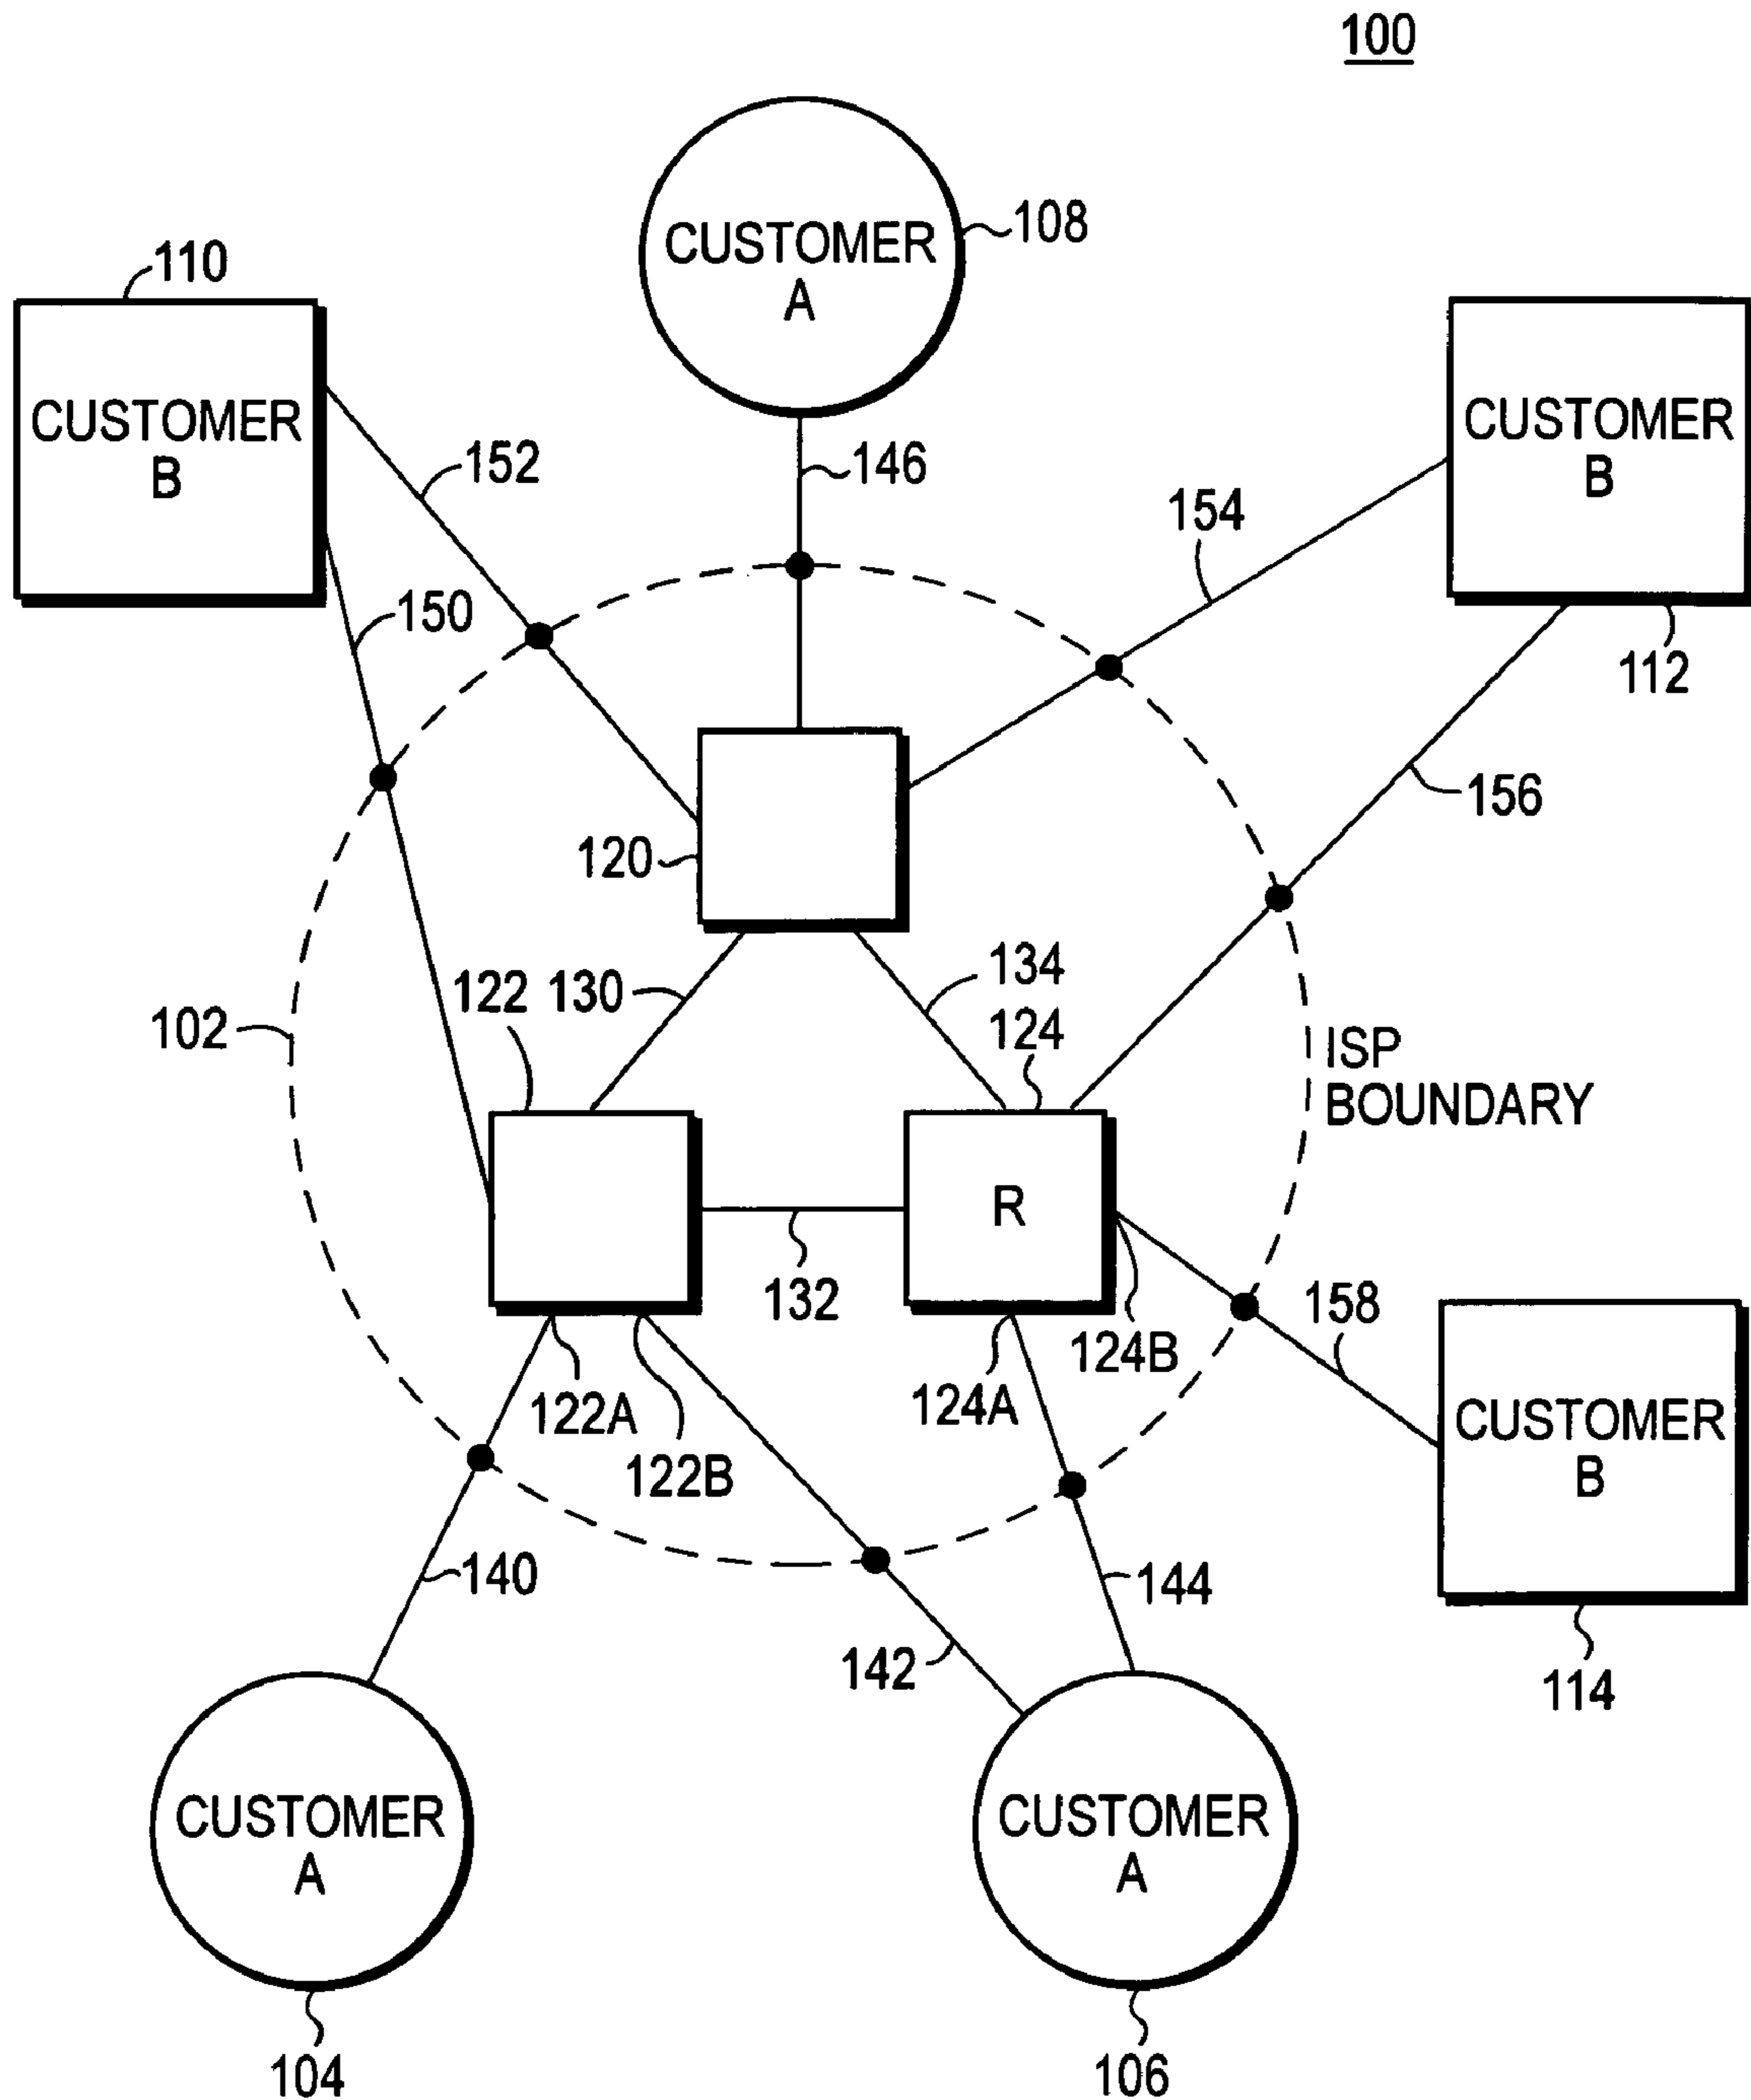 100
CUSTOMER
A
108
110
CUSTOMER
B
152
146
CUSTOMER
B
154
150
112
156
120
134
122
130
124
102
ISP
BOUNDARY
R
132
158
124B
122A
124A
122B
CUSTOMER
B
140
144
142
114
CUSTOMER
A
CUSTOMER
A
104
106